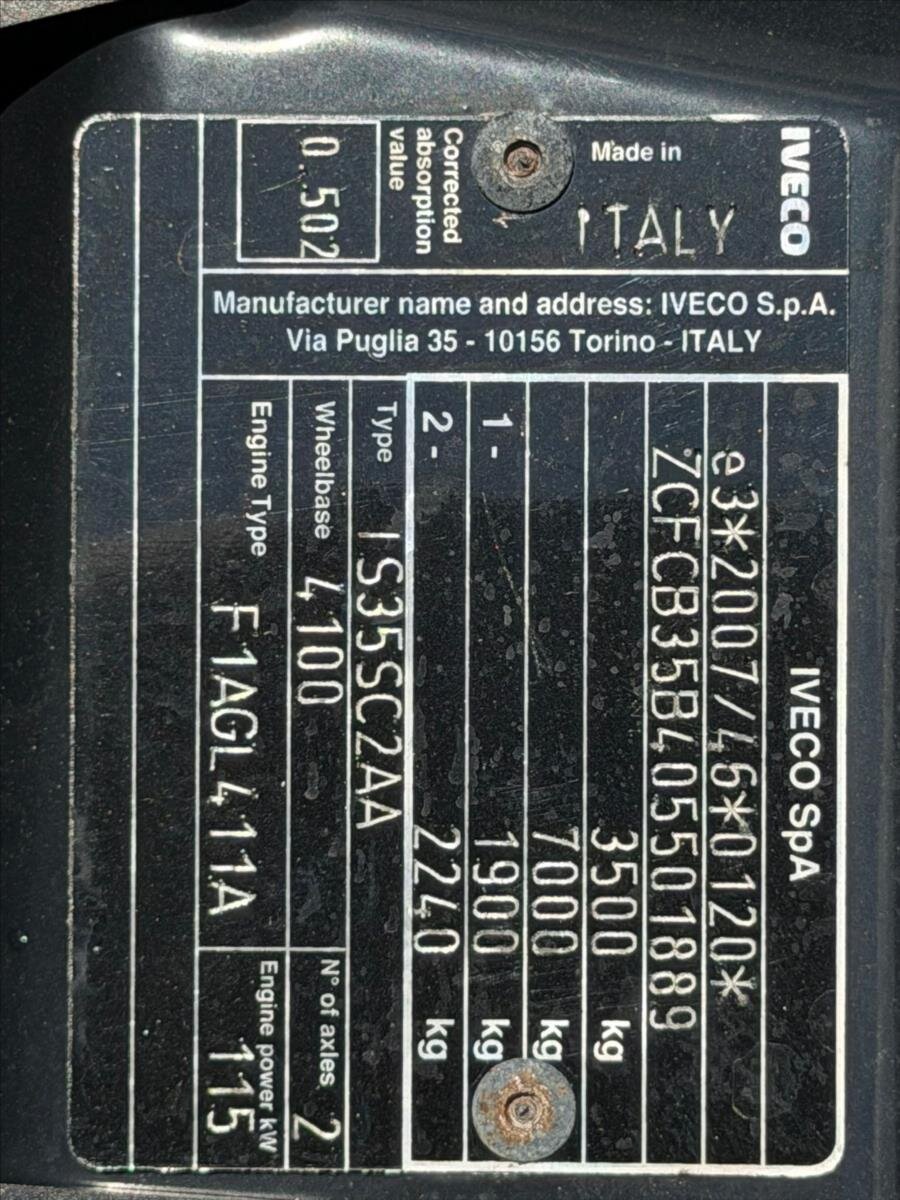 IVECO
Made in
ITALY
Corrected
absorption
value
0.502
Manufacturer name and address: IVECO S.p.A.
Via Puglia 35 - 10156 Torino - ITALY
IVECO SpA
e3*2007/46*0120*
ZCFCB35B405501889
3500 kg
7000 kg
1- 1900 kg
2- 2240 kg
Type IS35SC2AA
Wheelbase 4100 N° of axles 2
Engine Type F1AGL411A Engine power kW 115